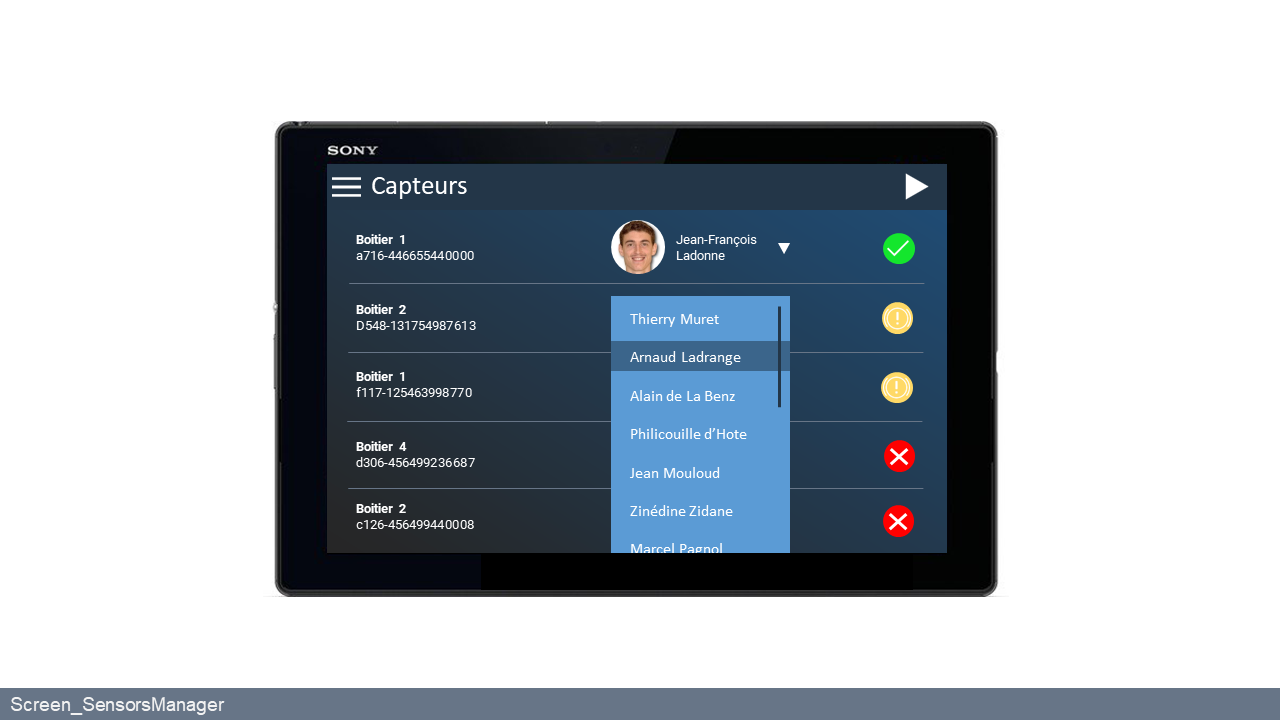 SONY
Capteurs
Boitier 1
a716-446655440000
Jean-François
Ladonne
Boitier 2
D548-131754987613
Thierry Muret
Arnaud Ladrange
Boitier 1
f117-125463998770
Alain de La Benz
Philicouille d’Hote
Boitier 4
d306-456499236687
Jean Mouloud
Boitier 2
c126-456499440008
Zinédine Zidane
Marcel Pagnol
Screen_SensorsManager